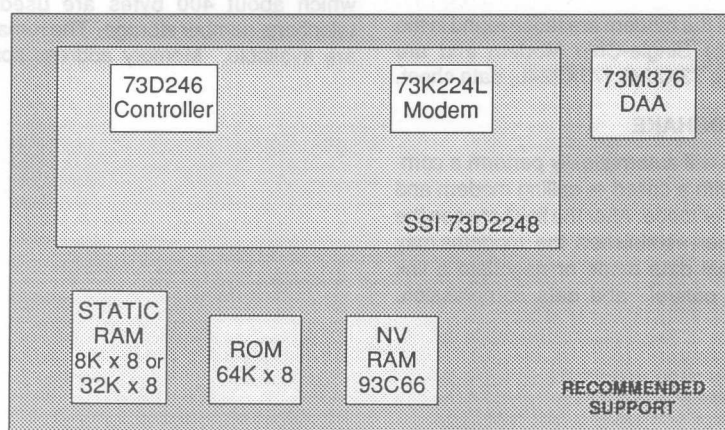 which about 400 bytes are used
73D246
Controller
73K224L
Modem
73M376
DAA
SSI 73D2248
STATIC
RAM
8K x 8 or
32K x 8
ROM
64K x 8
NV
RAM
93C66
RECOMMENDED
SUPPORT